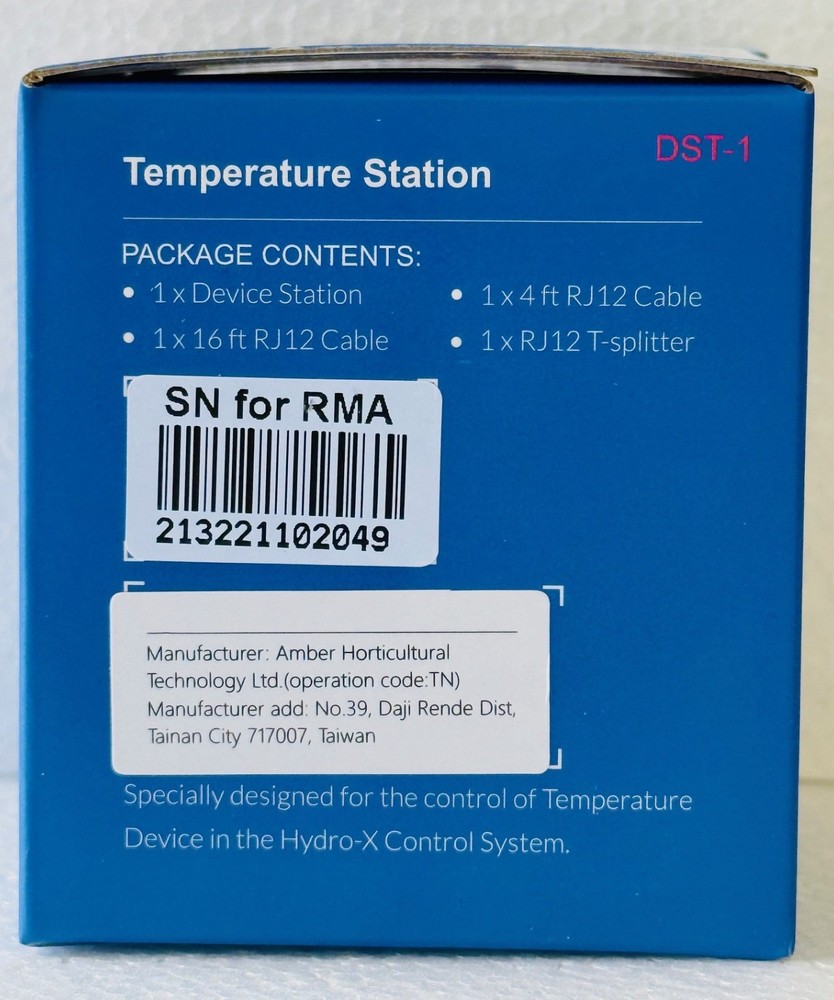 DST-1
Temperature Station
PACKAGE CONTENTS:
• 1 x Device Station
• 1 x 4 ft RJ12 Cable
• 1 x 16 ft RJ12 Cable
• 1 x RJ12 T-splitter
SN for RMA
213221102049
Manufacturer: Amber Horticultural
Technology Ltd.(operation code:TN)
Manufacturer add: No.39, Daji Rende Dist,
Tainan City 717007, Taiwan
Specially designed for the control of Temperature
Device in the Hydro-X Control System.